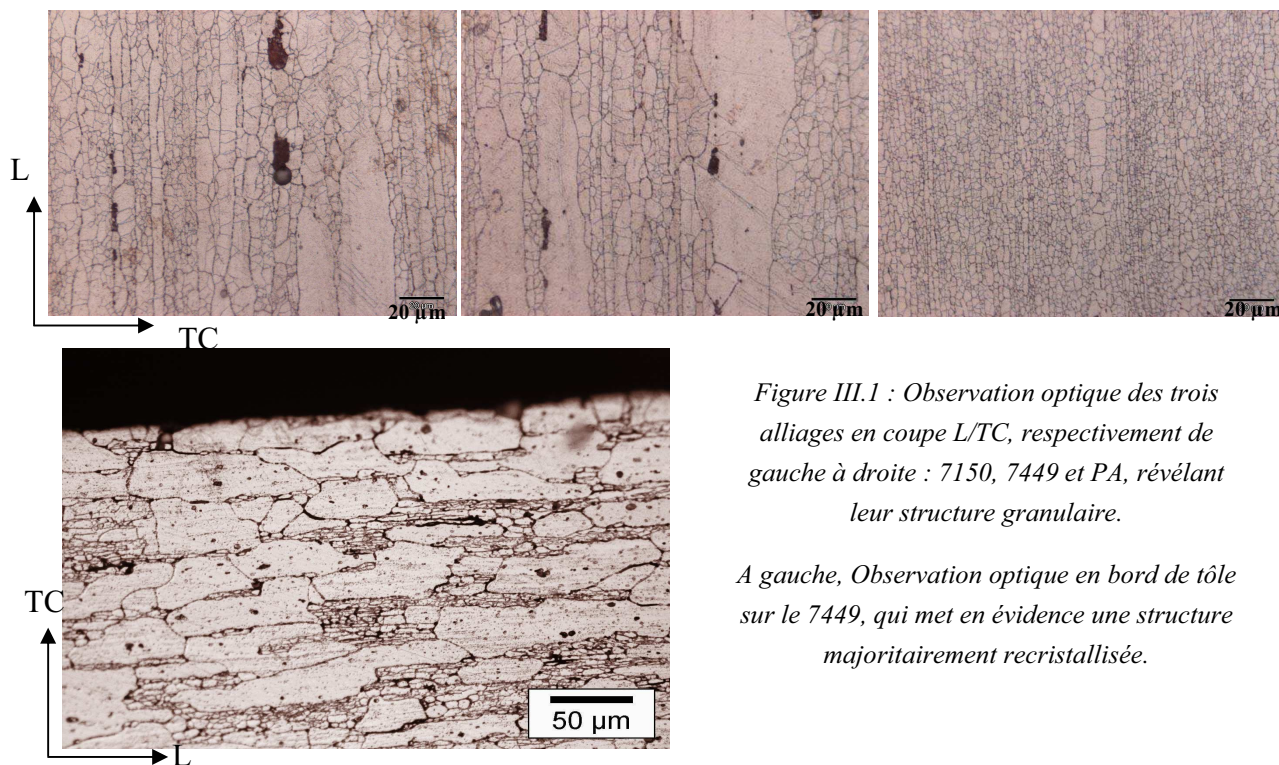 20 µm
20 µm
20 µm
L
TC
TC
L
50 µm
Figure III.1 : Observation optique des trois
alliages en coupe L/TC, respectivement de
gauche à droite : 7150, 7449 et PA, révélant
leur structure granulaire.
A gauche, Observation optique en bord de tôle
sur le 7449, qui met en évidence une structure
majoritairement recristallisée.